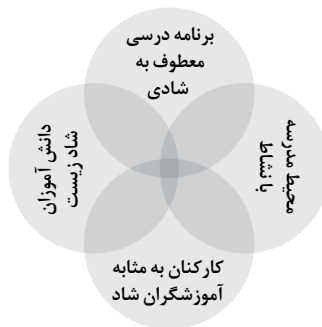 برنامه درسی
معطوف به
شادی
محیط مدرسه
با نشاط
دانش آموزان
شاد زیست
کارکنان به مثابه
آموزشگران شاد